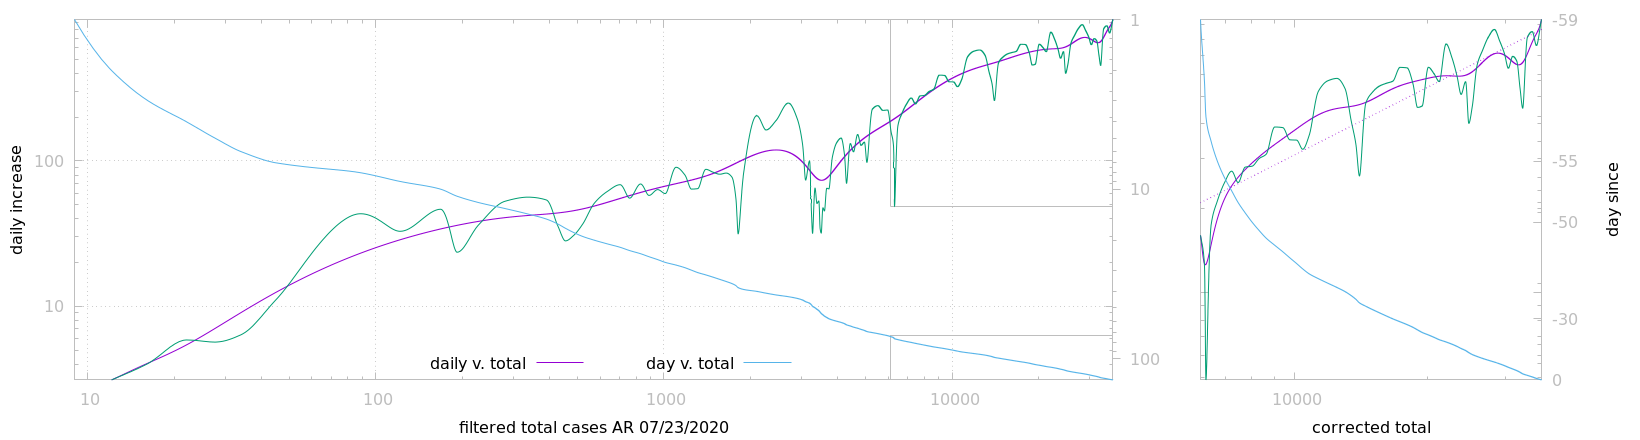 daily increase
100
10
10
100
1000
10000
1
10
100
daily v. total
day v. total
filtered total cases AR 07/23/2020
-59
-55
-50
-30
0
day since
10000
corrected total